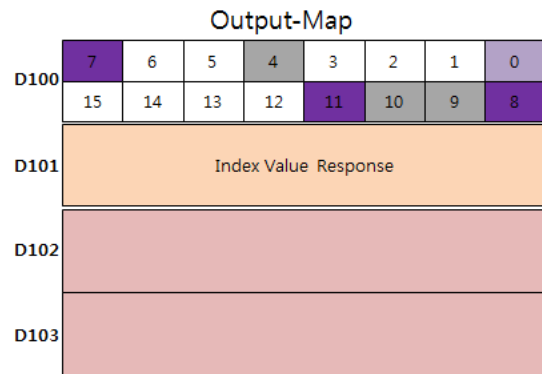 Output-Map
D100
7 6 5 4 3 2 1 0
15 14 13 12 11 10 9 8
D101 Index Value Response
D102
D103